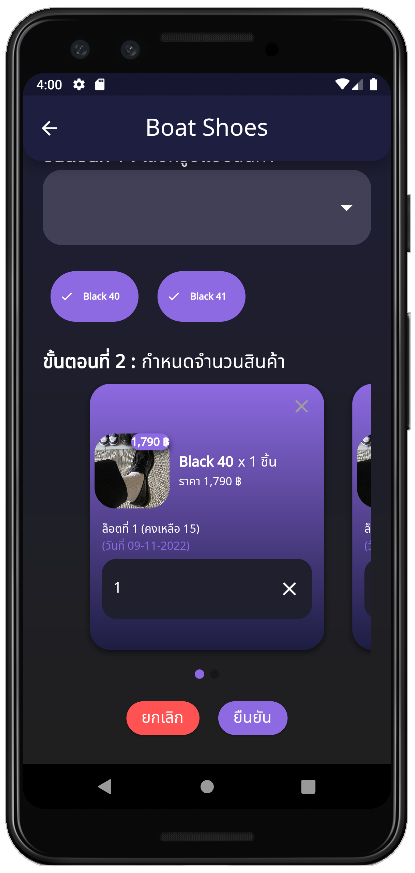 4:00
Boat Shoes
Black 40
Black 41
ขั้นตอนที่ 2 : กำหนดจำนวนสินค้า
1,790 ฿
Black 40 x 1 ชิ้น
ราคา 1,790 ฿
ล็อตที่ 1 (คงเหลือ 15)
(วันที่ 09-11-2022)
1
ยกเลิก
ยืนยัน